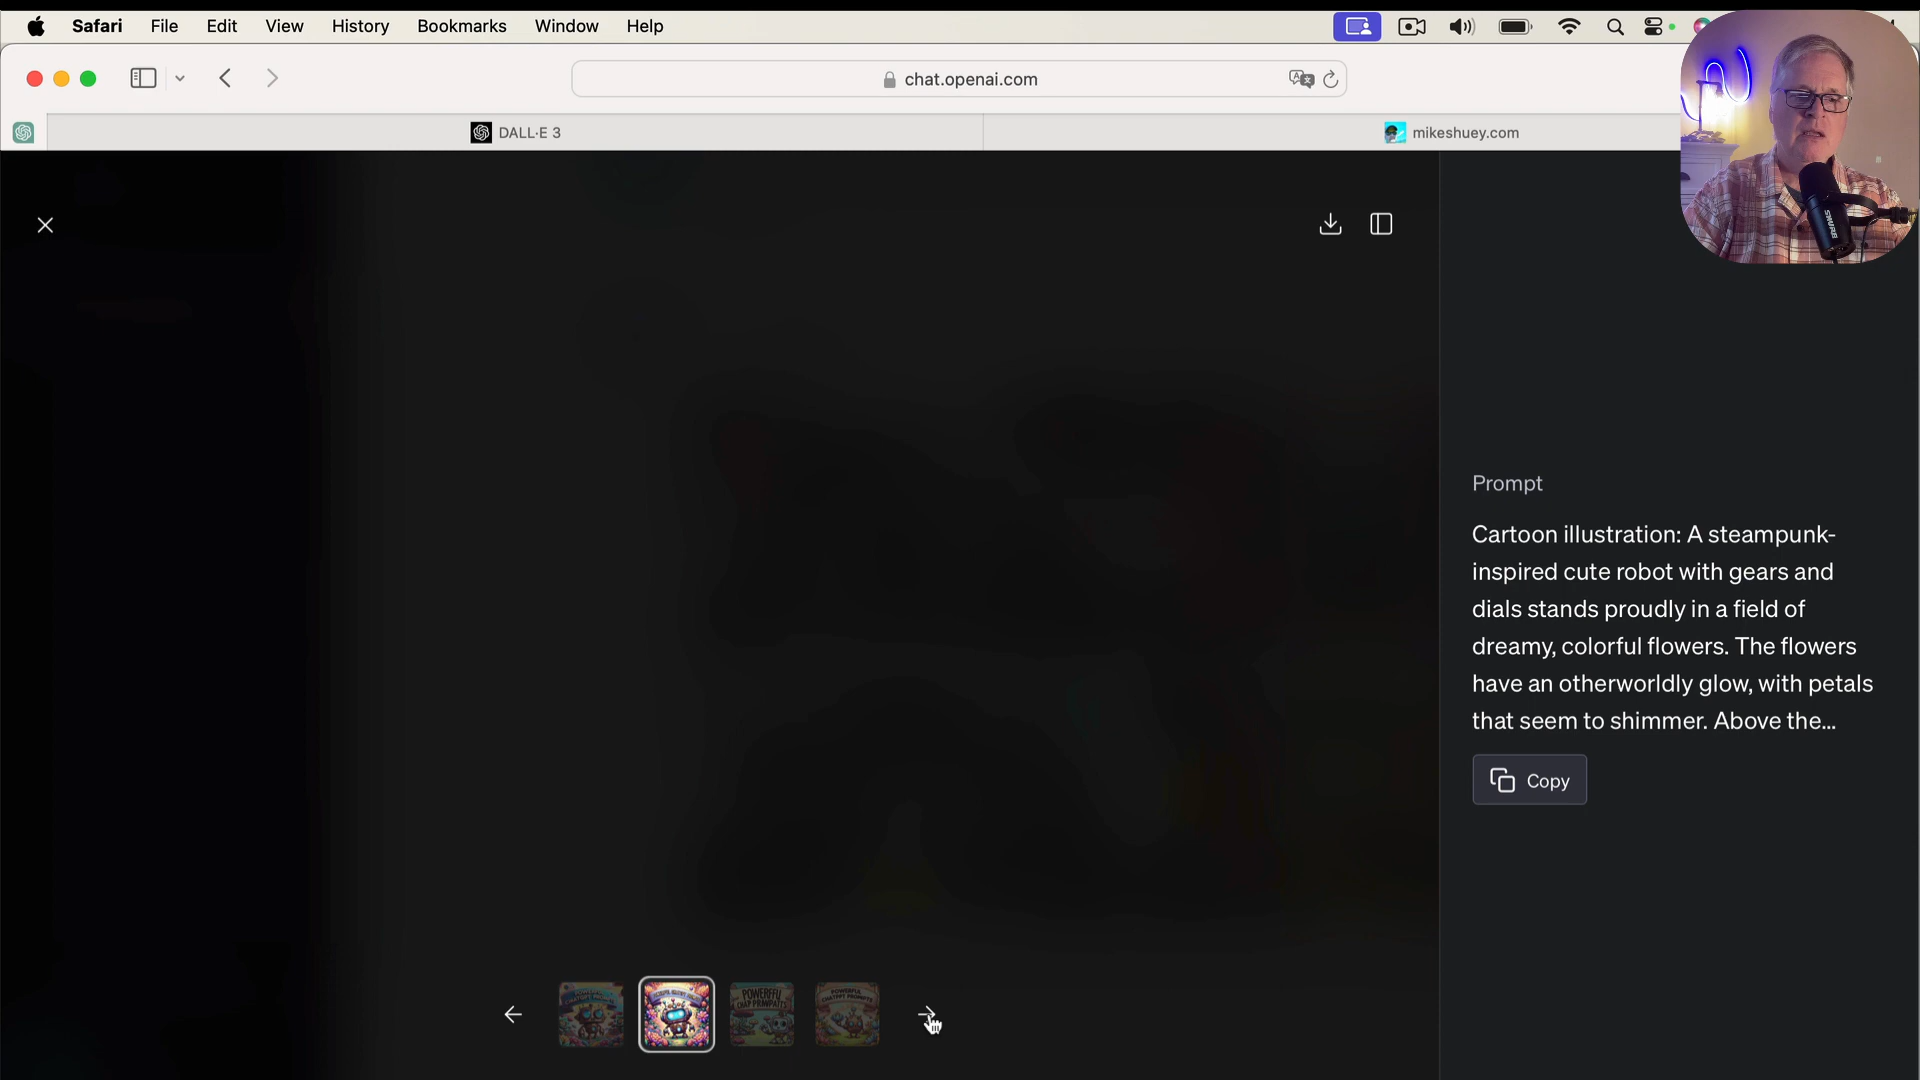 Safari File Edit View History Bookmarks Window Help
chat.openai.com
DALL·E 3
mikeshuey.com
Prompt
Cartoon illustration: A steampunk-
inspired cute robot with gears and
dials stands proudly in a field of
dreamy, colorful flowers. The flowers
have an otherworldly glow, with petals
that seem to shimmer. Above the...
Copy
POWERFUL